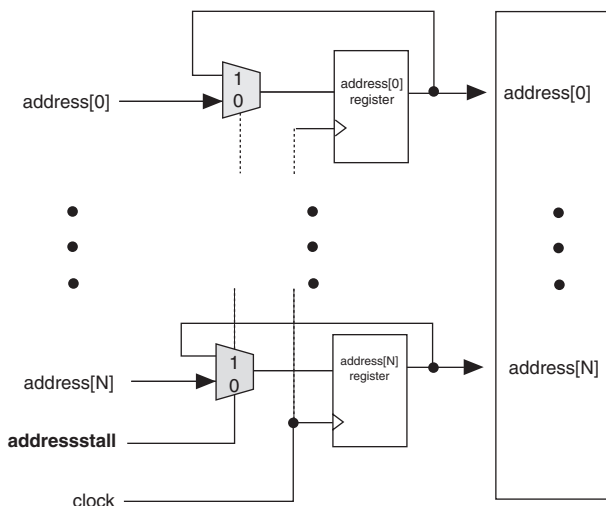 1
0
address[0]
address[0]
register
address[0]
1
0
address[N]
address[N]
register
address[N]
addressstall
clock